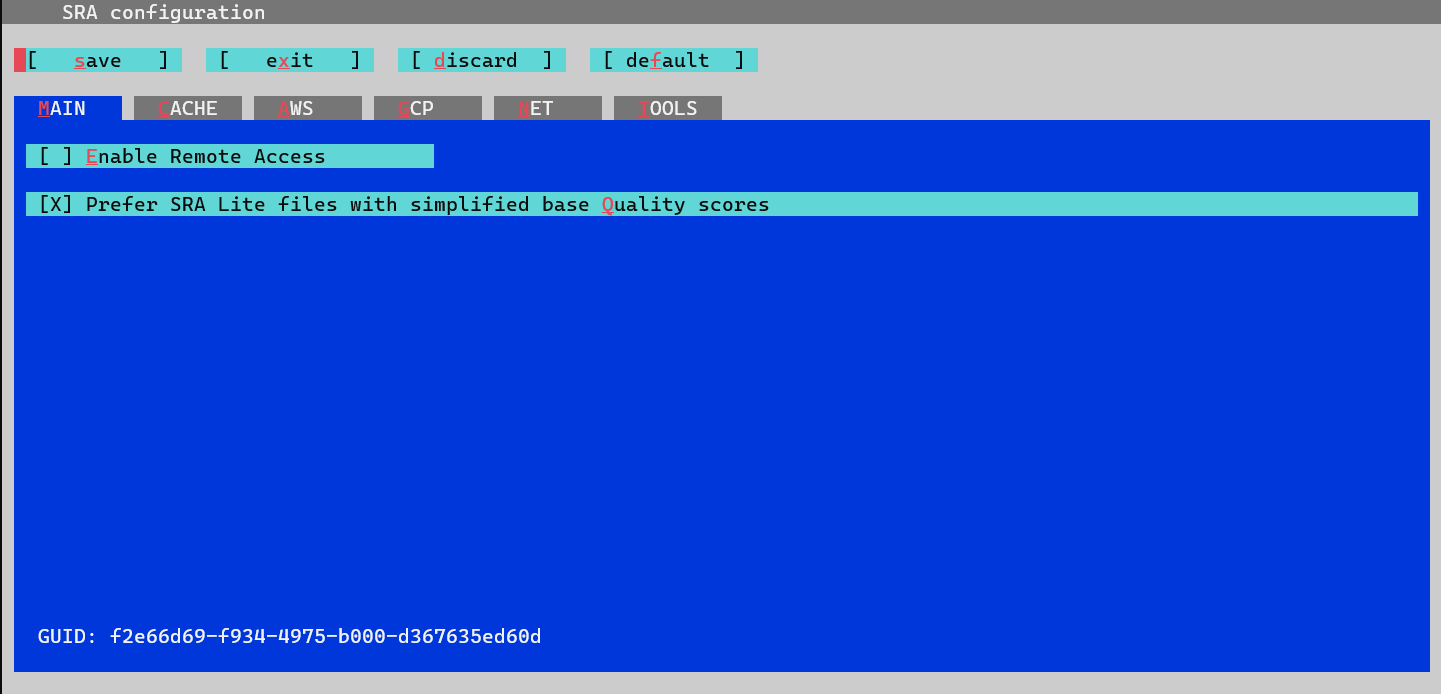 SRA configuration
[   save   ]  [   exit   ]  [ discard  ]  [ default  ]
MAIN  CACHE  AWS  GCP  NET  TOOLS
[ ] Enable Remote Access
[X] Prefer SRA Lite files with simplified base Quality scores
GUID: f2e66d69-f934-4975-b000-d367635ed60d